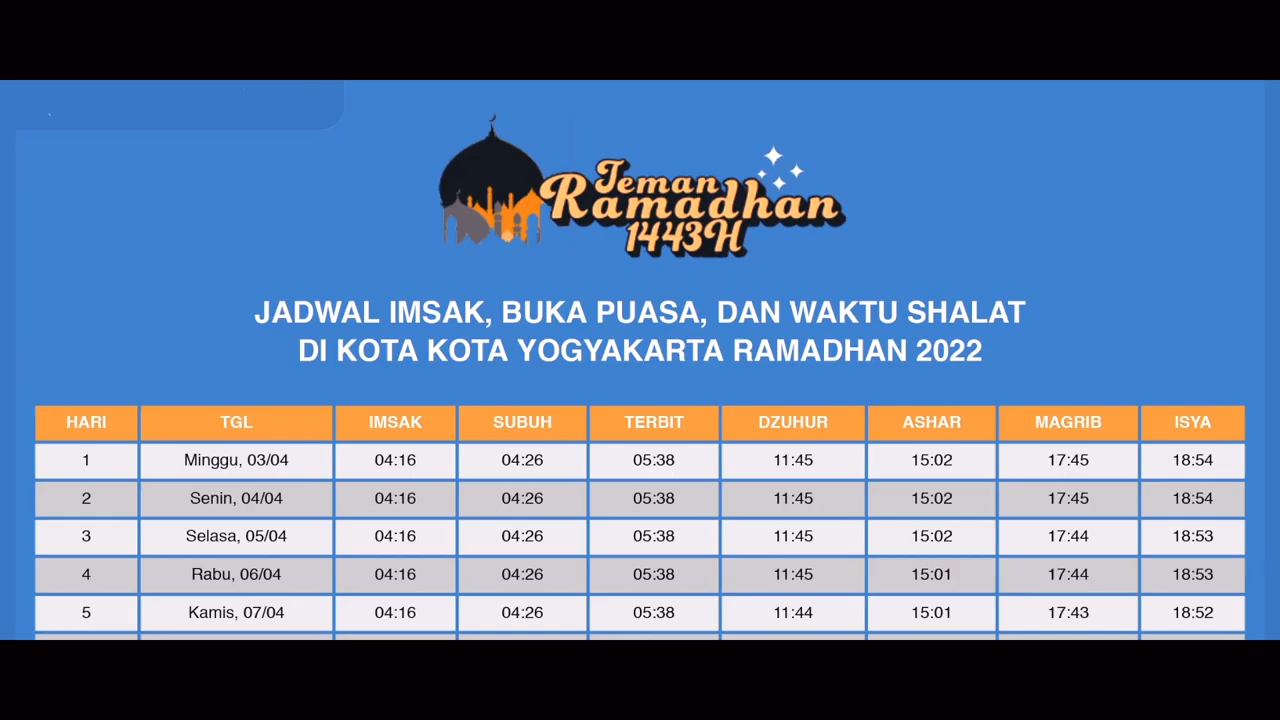 Teman
Ramadhan
1443H
JADWAL IMSAK, BUKA PUASA, DAN WAKTU SHALAT
DI KOTA KOTA YOGYAKARTA RAMADHAN 2022
HARI TGL IMSAK SUBUH TERBIT DZUHUR ASHAR MAGRIB ISYA
1 Minggu, 03/04 04:16 04:26 05:38 11:45 15:02 17:45 18:54
2 Senin, 04/04 04:16 04:26 05:38 11:45 15:02 17:45 18:54
3 Selasa, 05/04 04:16 04:26 05:38 11:45 15:02 17:44 18:53
4 Rabu, 06/04 04:16 04:26 05:38 11:45 15:01 17:44 18:53
5 Kamis, 07/04 04:16 04:26 05:38 11:44 15:01 17:43 18:52